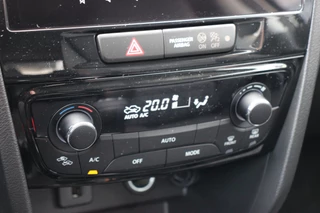 PASSENGER
AIRBAG
ON OFF
20.0
AUTO A/C
AUTO
A/C
OFF
MODE